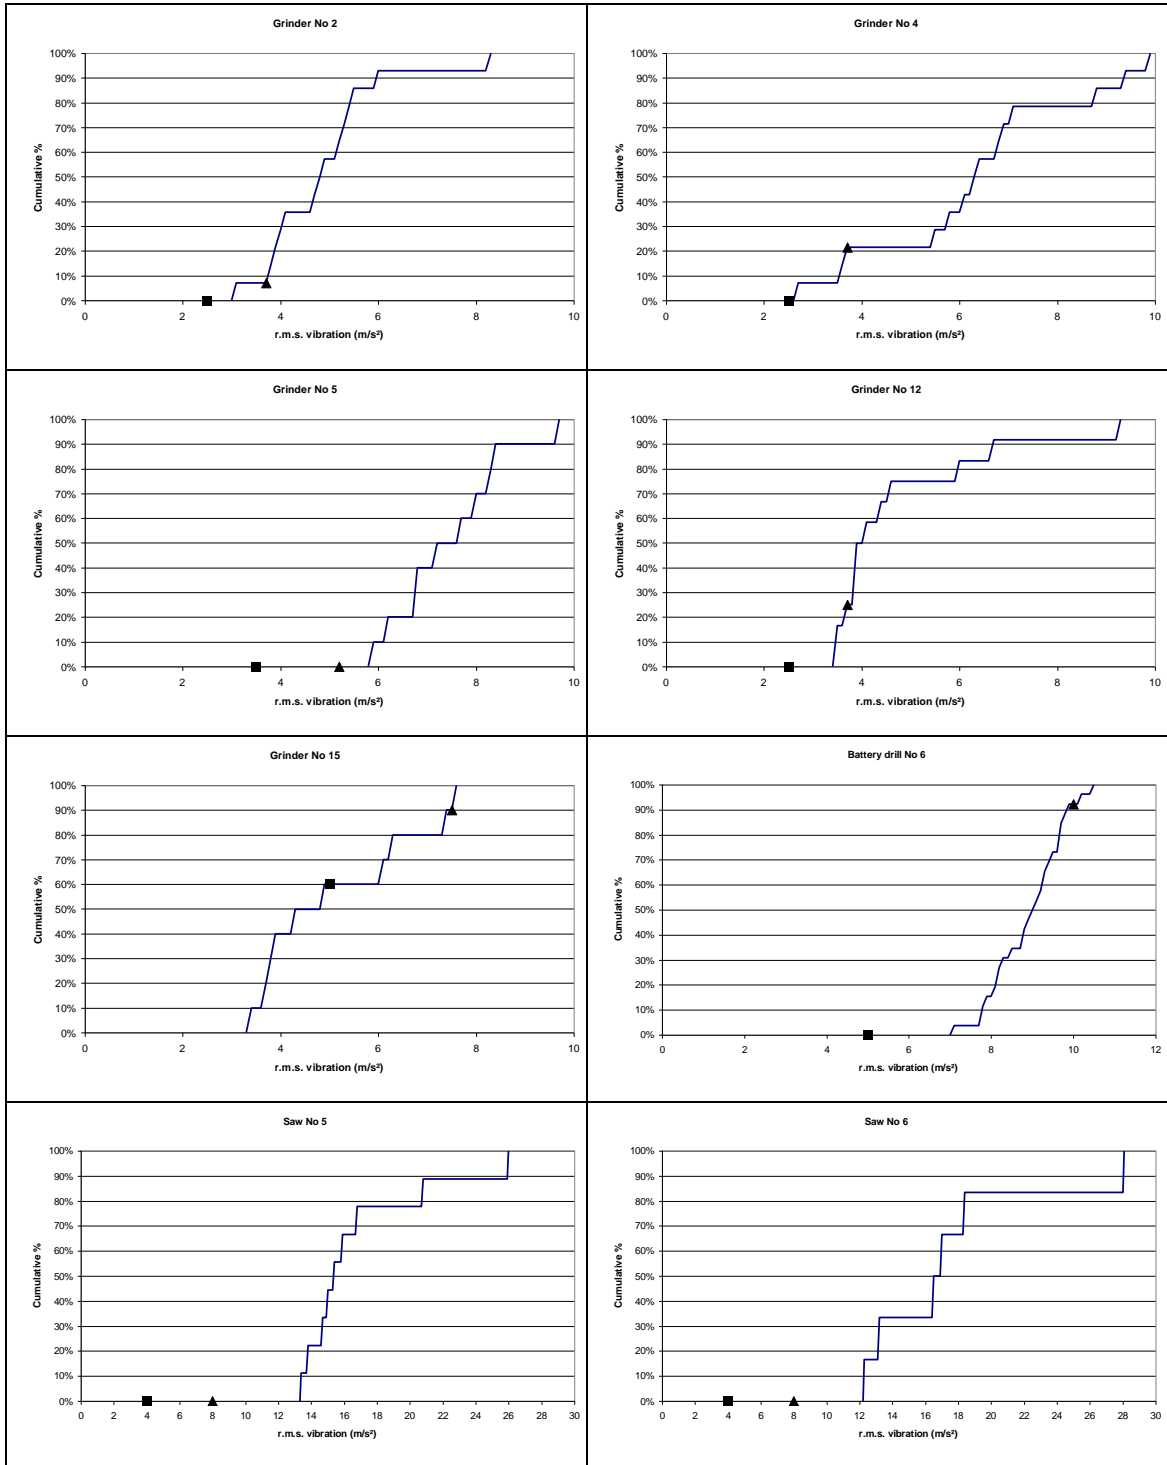 Grinder No 2
100%
90%
80%
70%
60%
50%
40%
30%
20%
10%
0%
Cumulative %
0 2 4 6 8 10
r.m.s. vibration (m/s²)
Grinder No 4
100%
90%
80%
70%
60%
50%
40%
30%
20%
10%
0%
Cumulative %
0 2 4 6 8 10
r.m.s. vibration (m/s²)
Grinder No 5
100%
90%
80%
70%
60%
50%
40%
30%
20%
10%
0%
Cumulative %
0 2 4 6 8 10
r.m.s. vibration (m/s²)
Grinder No 12
100%
90%
80%
70%
60%
50%
40%
30%
20%
10%
0%
Cumulative %
0 2 4 6 8 10
r.m.s. vibration (m/s²)
Grinder No 15
100%
90%
80%
70%
60%
50%
40%
30%
20%
10%
0%
Cumulative %
0 2 4 6 8 10
r.m.s. vibration (m/s²)
Battery drill No 6
100%
90%
80%
70%
60%
50%
40%
30%
20%
10%
0%
Cumulative %
0 2 4 6 8 10 12
r.m.s. vibration (m/s²)
Saw No 5
100%
90%
80%
70%
60%
50%
40%
30%
20%
10%
0%
Cumulative %
0 2 4 6 8 10 12 14 16 18 20 22 24 26 28 30
r.m.s. vibration (m/s²)
Saw No 6
100%
90%
80%
70%
60%
50%
40%
30%
20%
10%
0%
Cumulative %
0 2 4 6 8 10 12 14 16 18 20 22 24 26 28 30
r.m.s. vibration (m/s²)